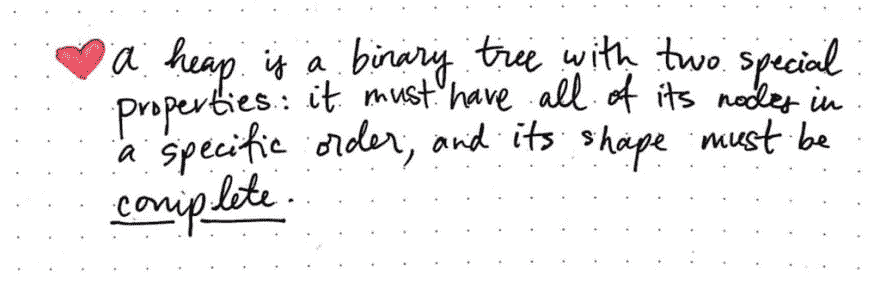 a heap is a binary tree with two special
properties: it must have all of its nodes in
a specific order, and its shape must be
complete.